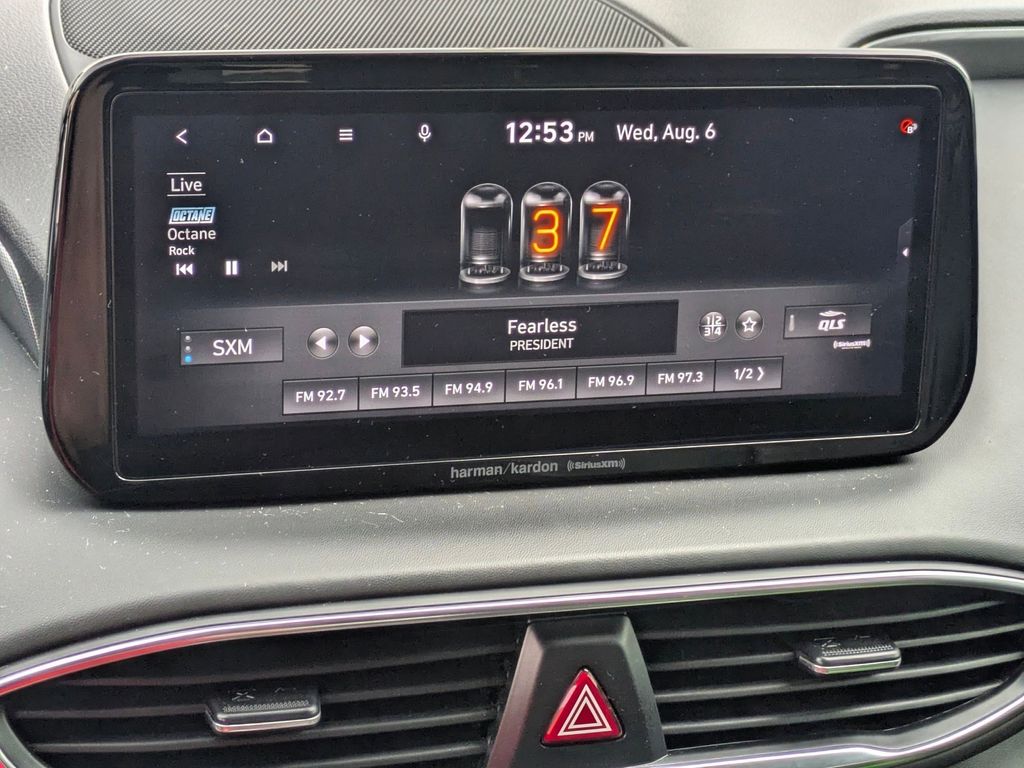 12:53 PM Wed, Aug. 6
Live
OCTANE
Octane
Rock
37
SXM
Fearless
PRESIDENT
1 2
3 4
QLS
((SiriusXM))
FM 92.7 FM 93.5 FM 94.9 FM 96.1 FM 96.9 FM 97.3 1/2 >
harman/kardon ((SiriusXM))